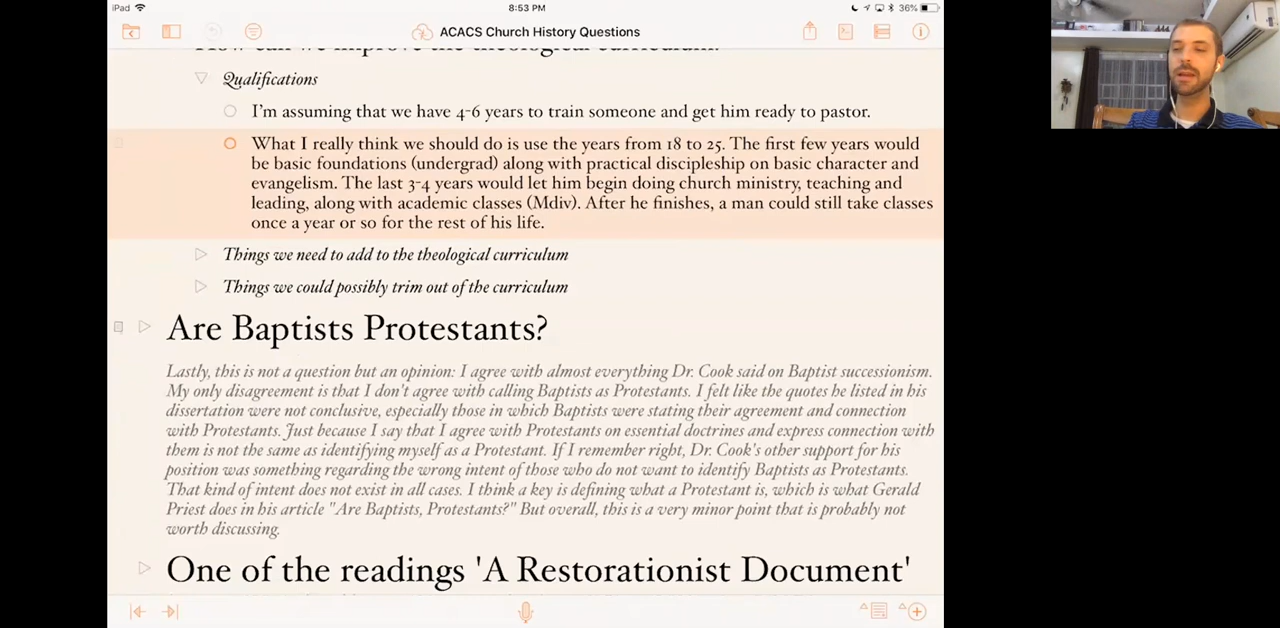 iPad
8:53 PM
36%
ACACS Church History Questions
How can we improve the theological curriculum?
Qualifications
I'm assuming that we have 4-6 years to train someone and get him ready to pastor.
What I really think we should do is use the years from 18 to 25. The first few years would
be basic foundations (undergrad) along with practical discipleship on basic character and
evangelism. The last 3-4 years would let him begin doing church ministry, teaching and
leading, along with academic classes (Mdiv). After he finishes, a man could still take classes
once a year or so for the rest of his life.
Things we need to add to the theological curriculum
Things we could possibly trim out of the curriculum
Are Baptists Protestants?
Lastly, this is not a question but an opinion: I agree with almost everything Dr. Cook said on Baptist successionism.
My only disagreement is that I don't agree with calling Baptists as Protestants. I felt like the quotes he listed in his
dissertation were not conclusive, especially those in which Baptists were stating their agreement and connection
with Protestants. Just because I say that I agree with Protestants on essential doctrines and express connection with
them is not the same as identifying myself as a Protestant. If I remember right, Dr. Cook's other support for his
position was something regarding the wrong intent of those who do not want to identify Baptists as Protestants.
That kind of intent does not exist in all cases. I think a key is defining what a Protestant is, which is what Gerald
Priest does in his article "Are Baptists, Protestants?" But overall, this is a very minor point that is probably not
worth discussing.
One of the readings 'A Restorationist Document'